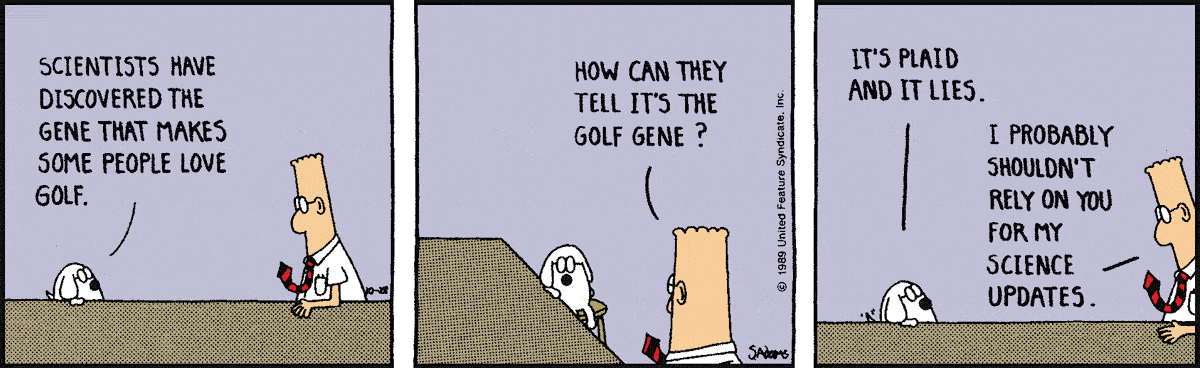 SCIENTISTS HAVE
DISCOVERED THE
GENE THAT MAKES
SOME PEOPLE LOVE
GOLF.
10-28
HOW CAN THEY
TELL IT'S THE
GOLF GENE?
© 1989 United Feature Syndicate, Inc.
S.Adams
IT'S PLAID
AND IT LIES.
I PROBABLY
SHOULDN'T
RELY ON YOU
FOR MY
SCIENCE
UPDATES.